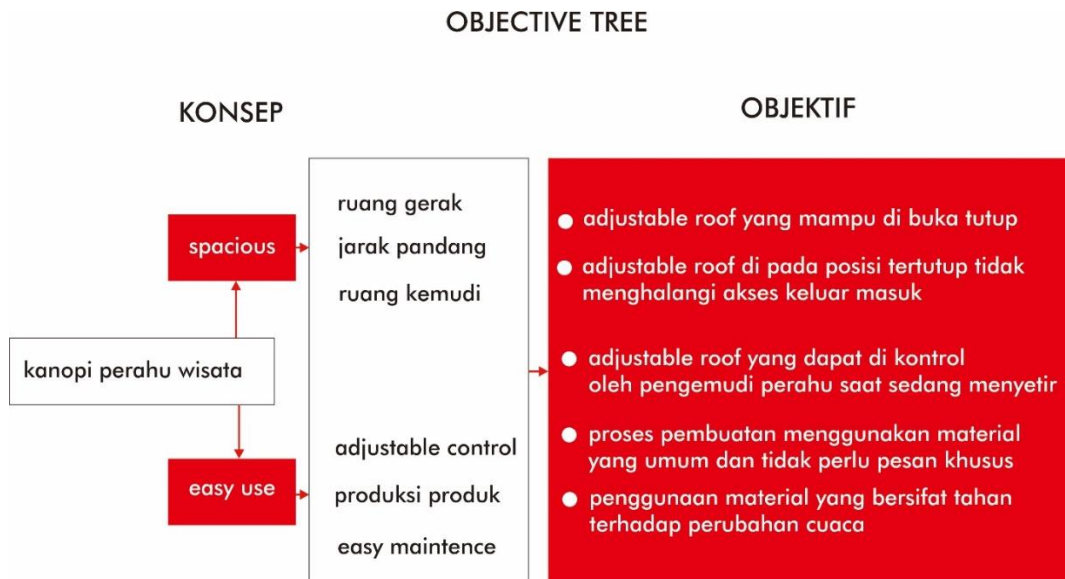 OBJECTIVE TREE
KONSEP
OBJEKTIF
kanopi perahu wisata
spacious
easy use
ruang gerak
jarak pandang
ruang kemudi
adjustable control
produksi produk
easy maintence
adjustable roof yang mampu di buka tutup
adjustable roof di pada posisi tertutup tidak
menghalangi akses keluar masuk
adjustable roof yang dapat di kontrol
oleh pengemudi perahu saat sedang menyetir
proses pembuatan menggunakan material
yang umum dan tidak perlu pesan khusus
penggunaan material yang bersifat tahan
terhadap perubahan cuaca